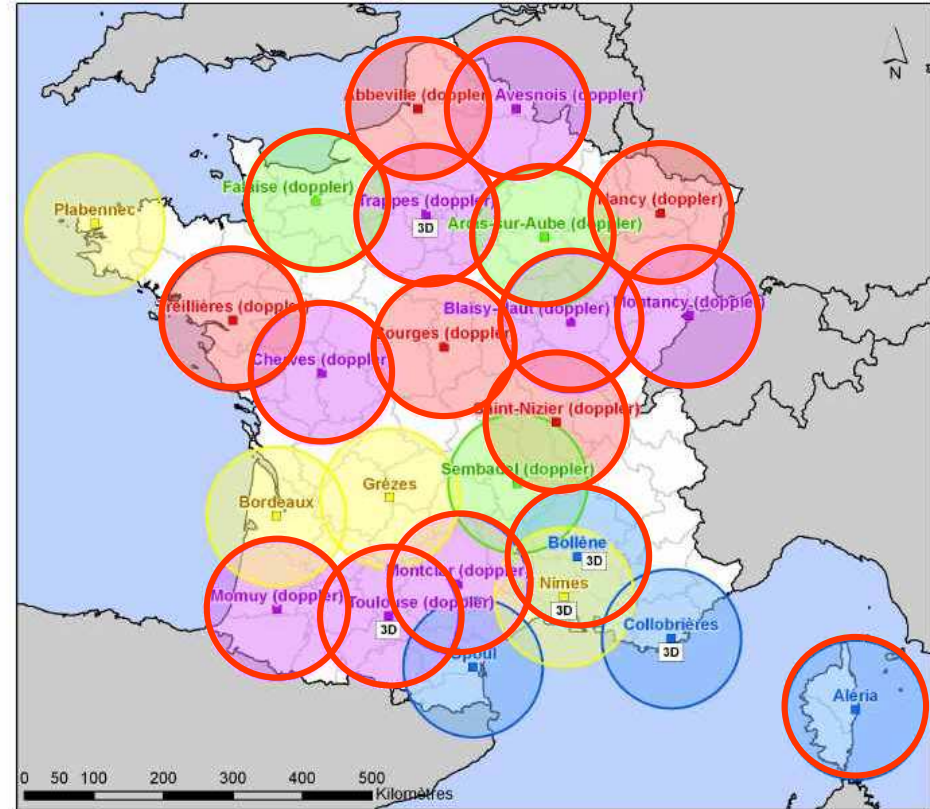 N
Abbeville (doppler)
Avesnois (doppler)
Falaise (doppler)
Trappes (doppler)
3D
Nancy (doppler)
Arcis-sur-Aube (doppler)
Plabennec
Treillières (doppler)
Blaisy-Haut (doppler)
Montancy (doppler)
Bourges (doppler)
Cherves (doppler)
Saint-Nizier (doppler)
Sembadel (doppler)
Grèzes
Bordeaux
Bollène
3D
Montclar (doppler)
Nîmes
3D
Momuy (doppler)
Toulouse (doppler)
3D
Collobrières
3D
Opoul
Aléria
0 50 100 200 300 400 500
Kilomètres